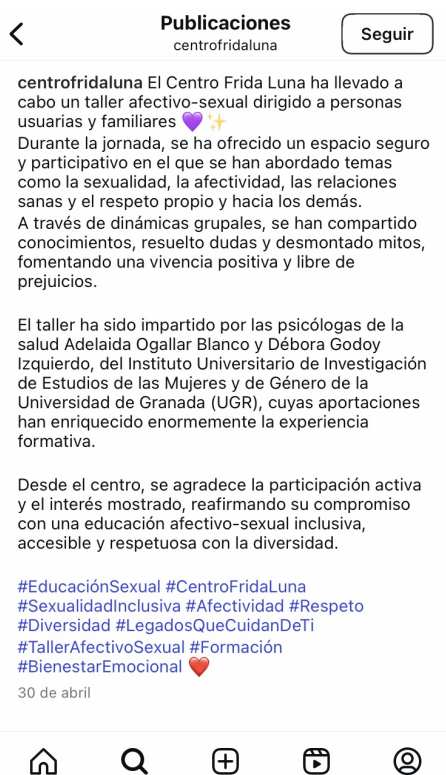 Publicaciones
centrofridaluna
Seguir
centrofridaluna El Centro Frida Luna ha llevado a
cabo un taller afectivo-sexual dirigido a personas
usuarias y familiares 💜✨
Durante la jornada, se ha ofrecido un espacio seguro
y participativo en el que se han abordado temas
como la sexualidad, la afectividad, las relaciones
sanas y el respeto propio y hacia los demás.
A través de dinámicas grupales, se han compartido
conocimientos, resuelto dudas y desmontado mitos,
fomentando una vivencia positiva y libre de
prejuicios.
El taller ha sido impartido por las psicólogas de la
salud Adelaida Ogallar Blanco y Débora Godoy
Izquierdo, del Instituto Universitario de Investigación
de Estudios de las Mujeres y de Género de la
Universidad de Granada (UGR), cuyas aportaciones
han enriquecido enormemente la experiencia
formativa.
Desde el centro, se agradece la participación activa
y el interés mostrado, reafirmando su compromiso
con una educación afectivo-sexual inclusiva,
accesible y respetuosa con la diversidad.
#EducaciónSexual #CentroFridaLuna
#SexualidadInclusiva #Afectividad #Respeto
#Diversidad #LegadosQueCuidanDeTi
#TallerAfectivoSexual #Formación
#BienestarEmocional ❤️
30 de abril